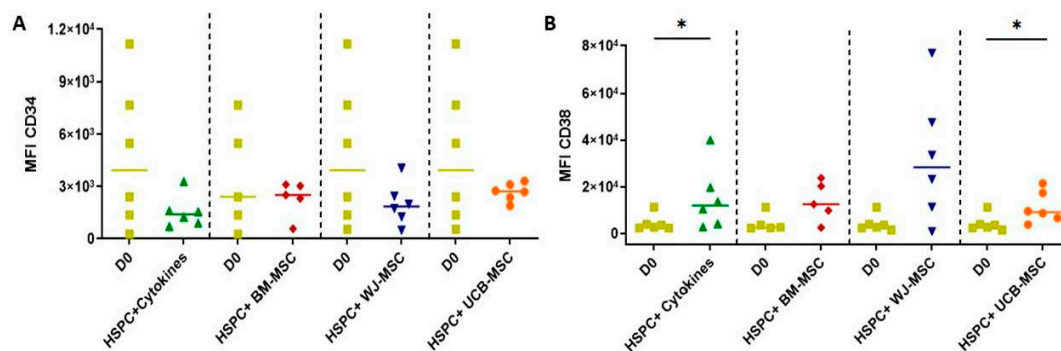 A
MFI CD34
1.2×10⁴
9×10³
6×10³
3×10³
0
D0
HSPC+Cytokines
D0
HSPC+ BM-MSC
D0
HSPC+ WJ-MSC
D0
HSPC+ UCB-MSC
B
MFI CD38
8×10⁴
6×10⁴
4×10⁴
2×10⁴
0
*
*
D0
HSPC+ Cytokines
D0
HSPC+ BM-MSC
D0
HSPC+ WJ-MSC
D0
HSPC+ UCB-MSC